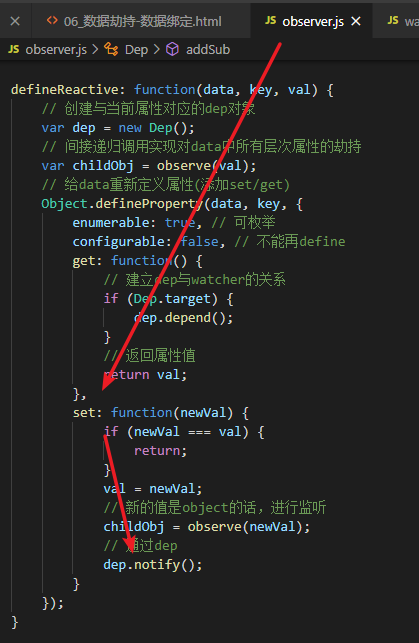 06_数据劫持-数据绑定.html
observer.js
wa
observer.js > Dep > addSub
defineReactive: function(data, key, val) {
// 创建与当前属性对应的dep对象
var dep = new Dep();
// 间接递归调用实现对data中所有层次属性的劫持
var childObj = observe(val);
// 给data重新定义属性(添加set/get)
Object.defineProperty(data, key, {
enumerable: true, // 可枚举
configurable: false, // 不能再define
get: function() {
// 建立dep与watcher的关系
if (Dep.target) {
dep.depend();
}
// 返回属性值
return val;
},
set: function(newVal) {
if (newVal === val) {
return;
}
val = newVal;
// 新的值是object的话，进行监听
childObj = observe(newVal);
// 通过dep
dep.notify();
}
});
}